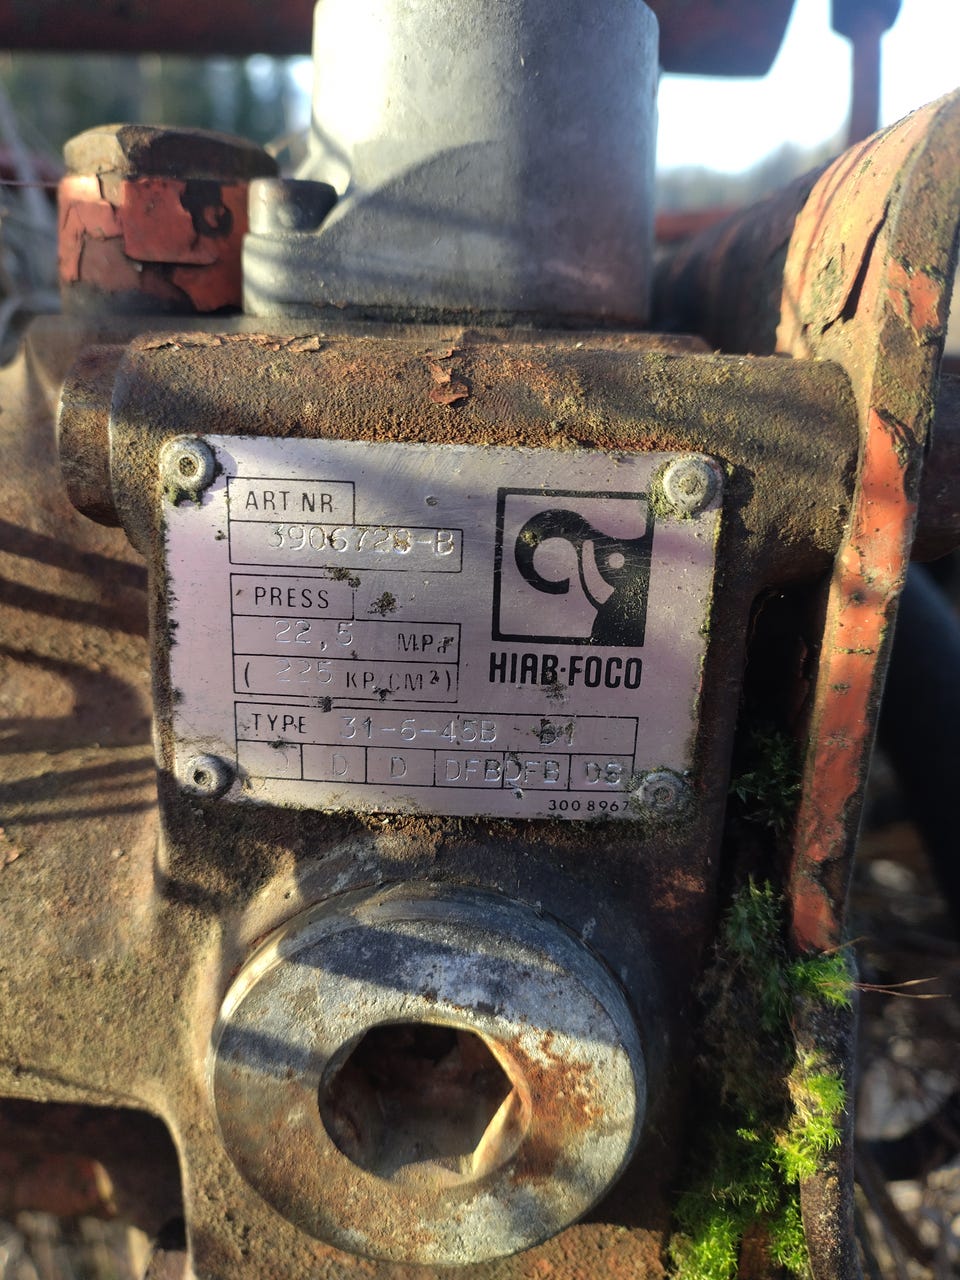 ART NR
3906728-B
PRESS
22,5 MPa
( 225 KP/CM²)
TYPE 31-6-45B
D D DFB DFB DS
300 8967
HIAB·FOCO